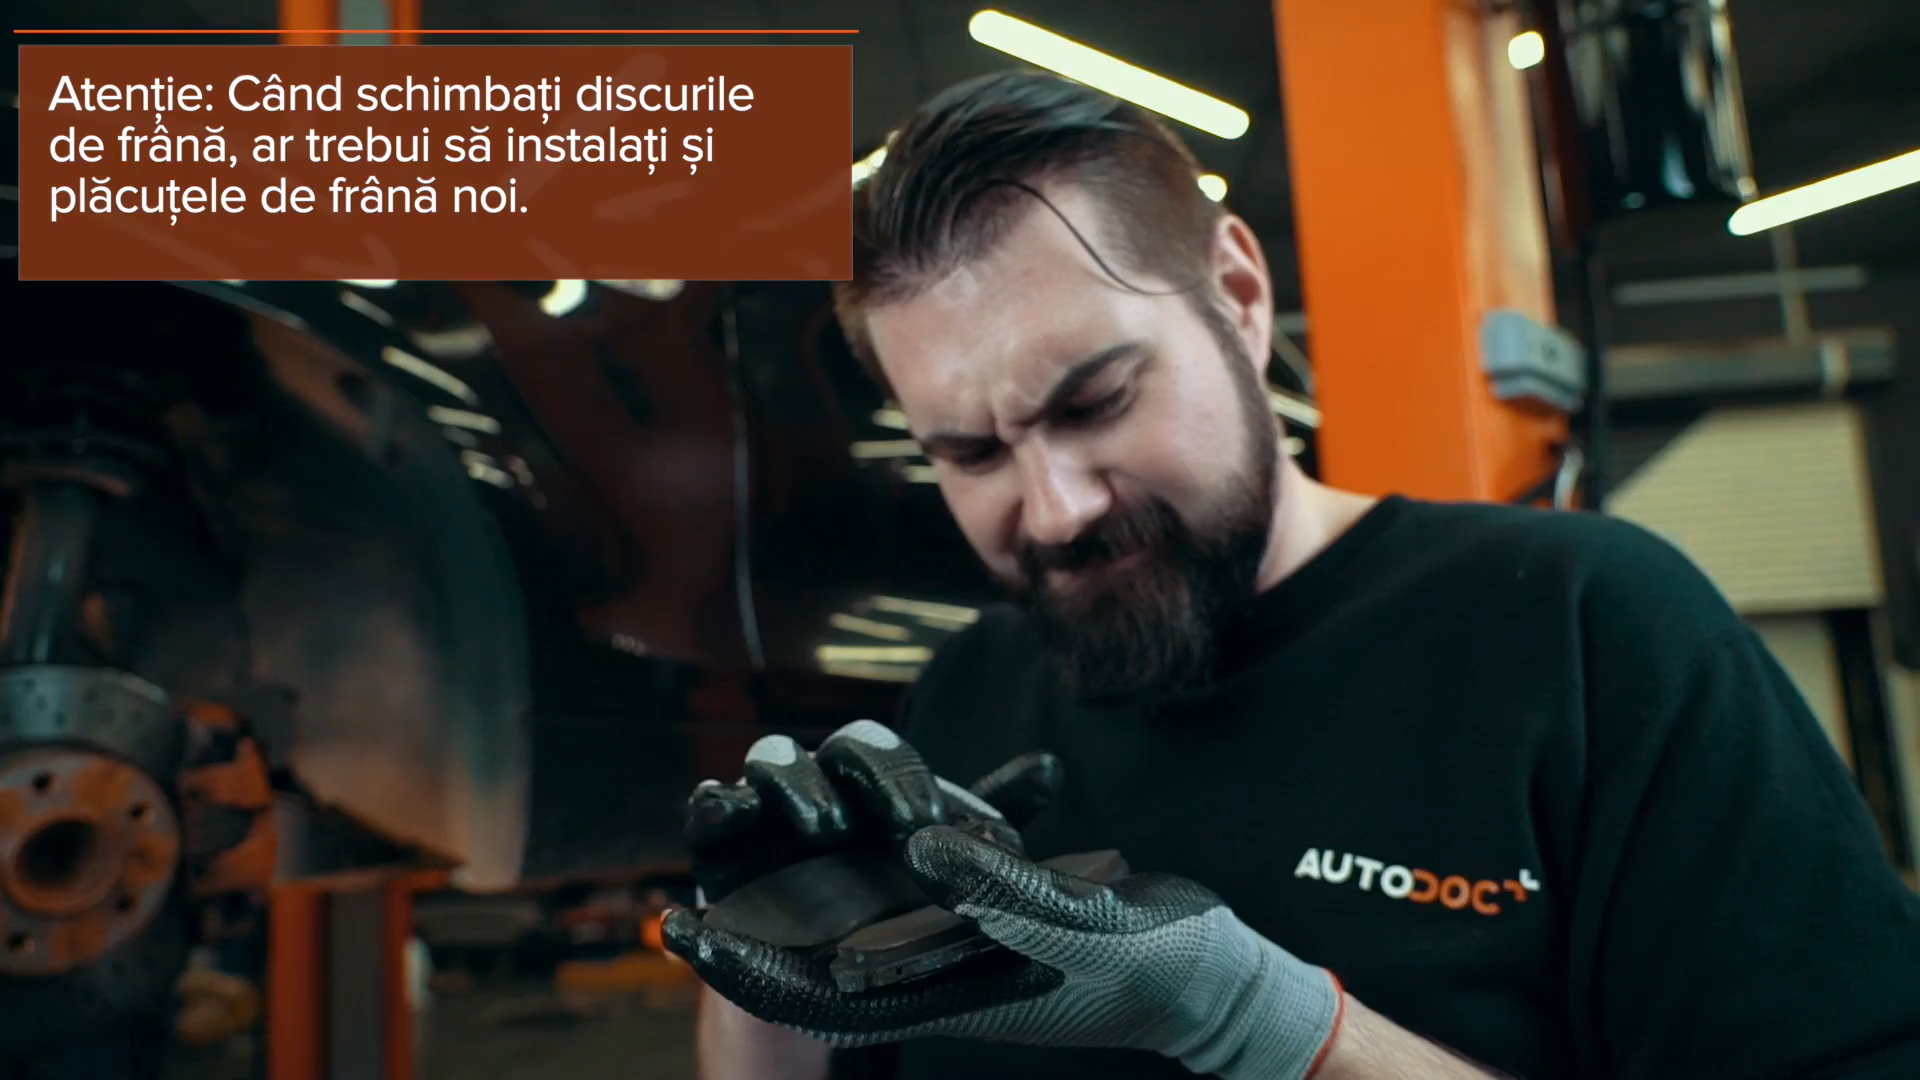 Atenție: Când schimbați discurile
de frână, ar trebui să instalați și
plăcuțele de frână noi.
AUTODOC